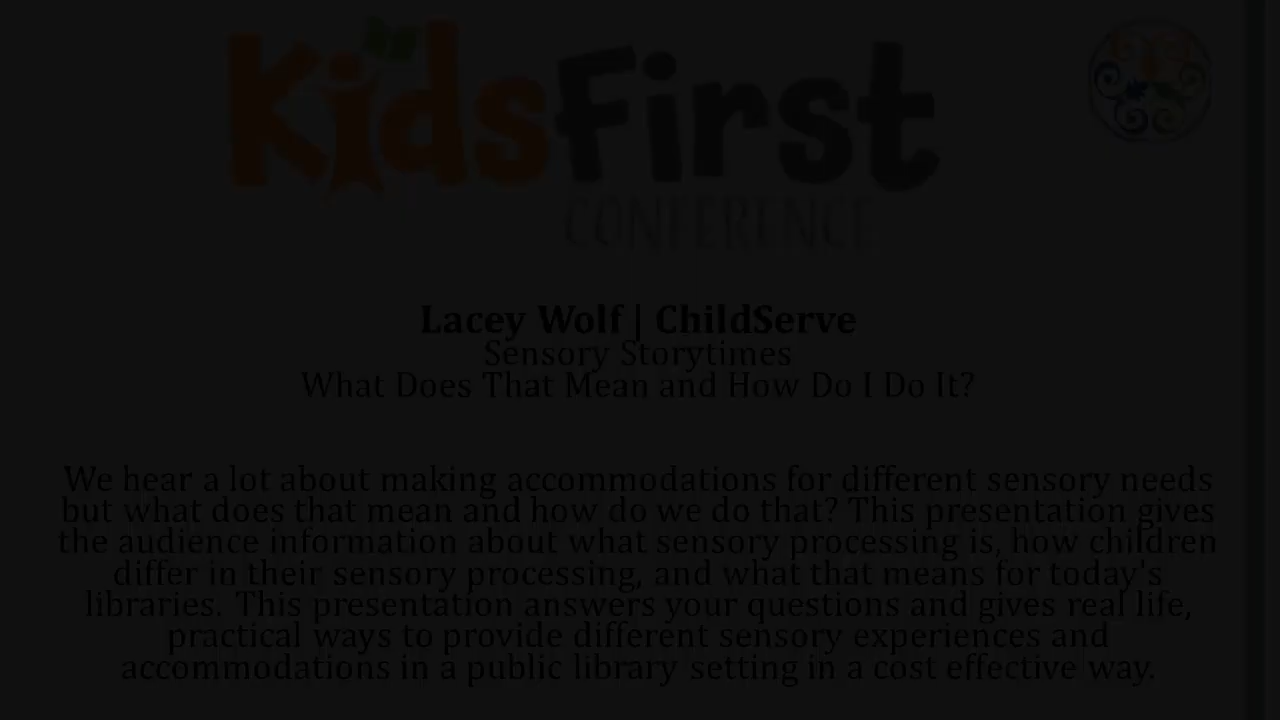 KidsFirst
CONFERENCE
Lacey Wolf | ChildServe
Sensory Storytimes
What Does That Mean and How Do I Do It?
We hear a lot about making accommodations for different sensory needs
but what does that mean and how do we do that? This presentation gives
the audience information about what sensory processing is, how children
differ in their sensory processing, and what that means for today's
libraries. This presentation answers your questions and gives real life,
practical ways to provide different sensory experiences and
accommodations in a public library setting in a cost effective way.